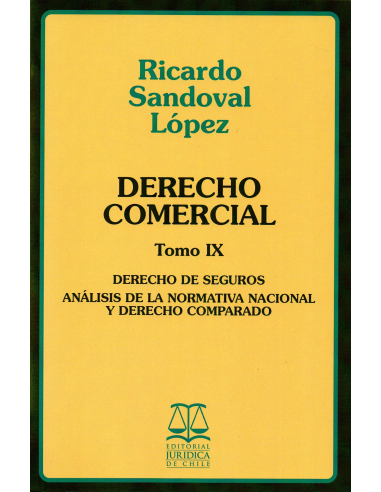 Ricardo
Sandoval
López
DERECHO
COMERCIAL
Tomo IX
DERECHO DE SEGUROS
ANÁLISIS DE LA NORMATIVA NACIONAL
Y DERECHO COMPARADO
EDITORIAL
JURIDICA
DE CHILE